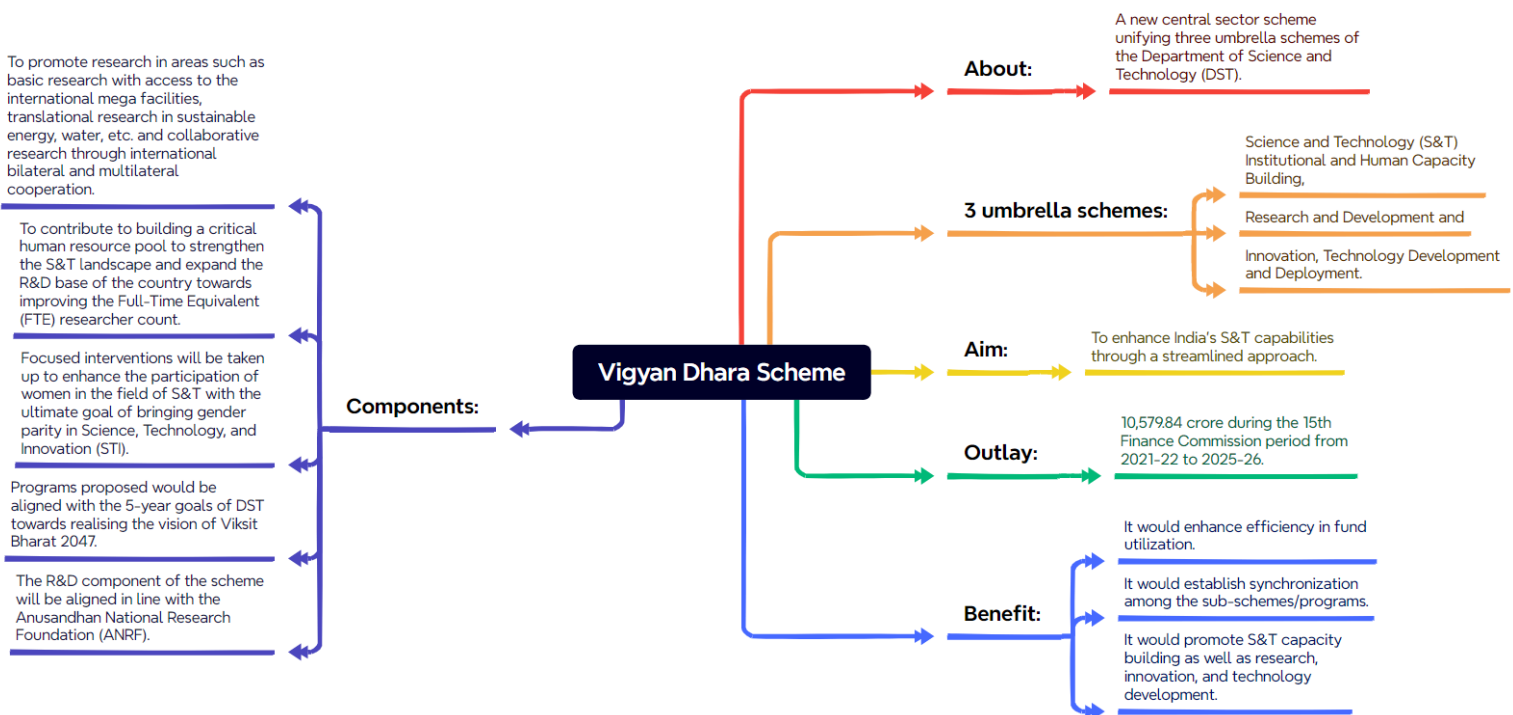 Vigyan Dhara Scheme
About:
A new central sector scheme
unifying three umbrella schemes of
the Department of Science and
Technology (DST).
3 umbrella schemes:
Science and Technology (S&T)
Institutional and Human Capacity
Building,
Research and Development and
Innovation, Technology Development
and Deployment.
Aim:
To enhance India's S&T capabilities
through a streamlined approach.
Outlay:
10,579.84 crore during the 15th
Finance Commission period from
2021-22 to 2025-26.
Benefit:
It would enhance efficiency in fund
utilization.
It would establish synchronization
among the sub-schemes/programs.
It would promote S&T capacity
building as well as research,
innovation, and technology
development.
Components:
To promote research in areas such as
basic research with access to the
international mega facilities,
translational research in sustainable
energy, water, etc. and collaborative
research through international
bilateral and multilateral
cooperation.
To contribute to building a critical
human resource pool to strengthen
the S&T landscape and expand the
R&D base of the country towards
improving the Full-Time Equivalent
(FTE) researcher count.
Focused interventions will be taken
up to enhance the participation of
women in the field of S&T with the
ultimate goal of bringing gender
parity in Science, Technology, and
Innovation (STI).
Programs proposed would be
aligned with the 5-year goals of DST
towards realising the vision of Viksit
Bharat 2047.
The R&D component of the scheme
will be aligned in line with the
Anusandhan National Research
Foundation (ANRF).